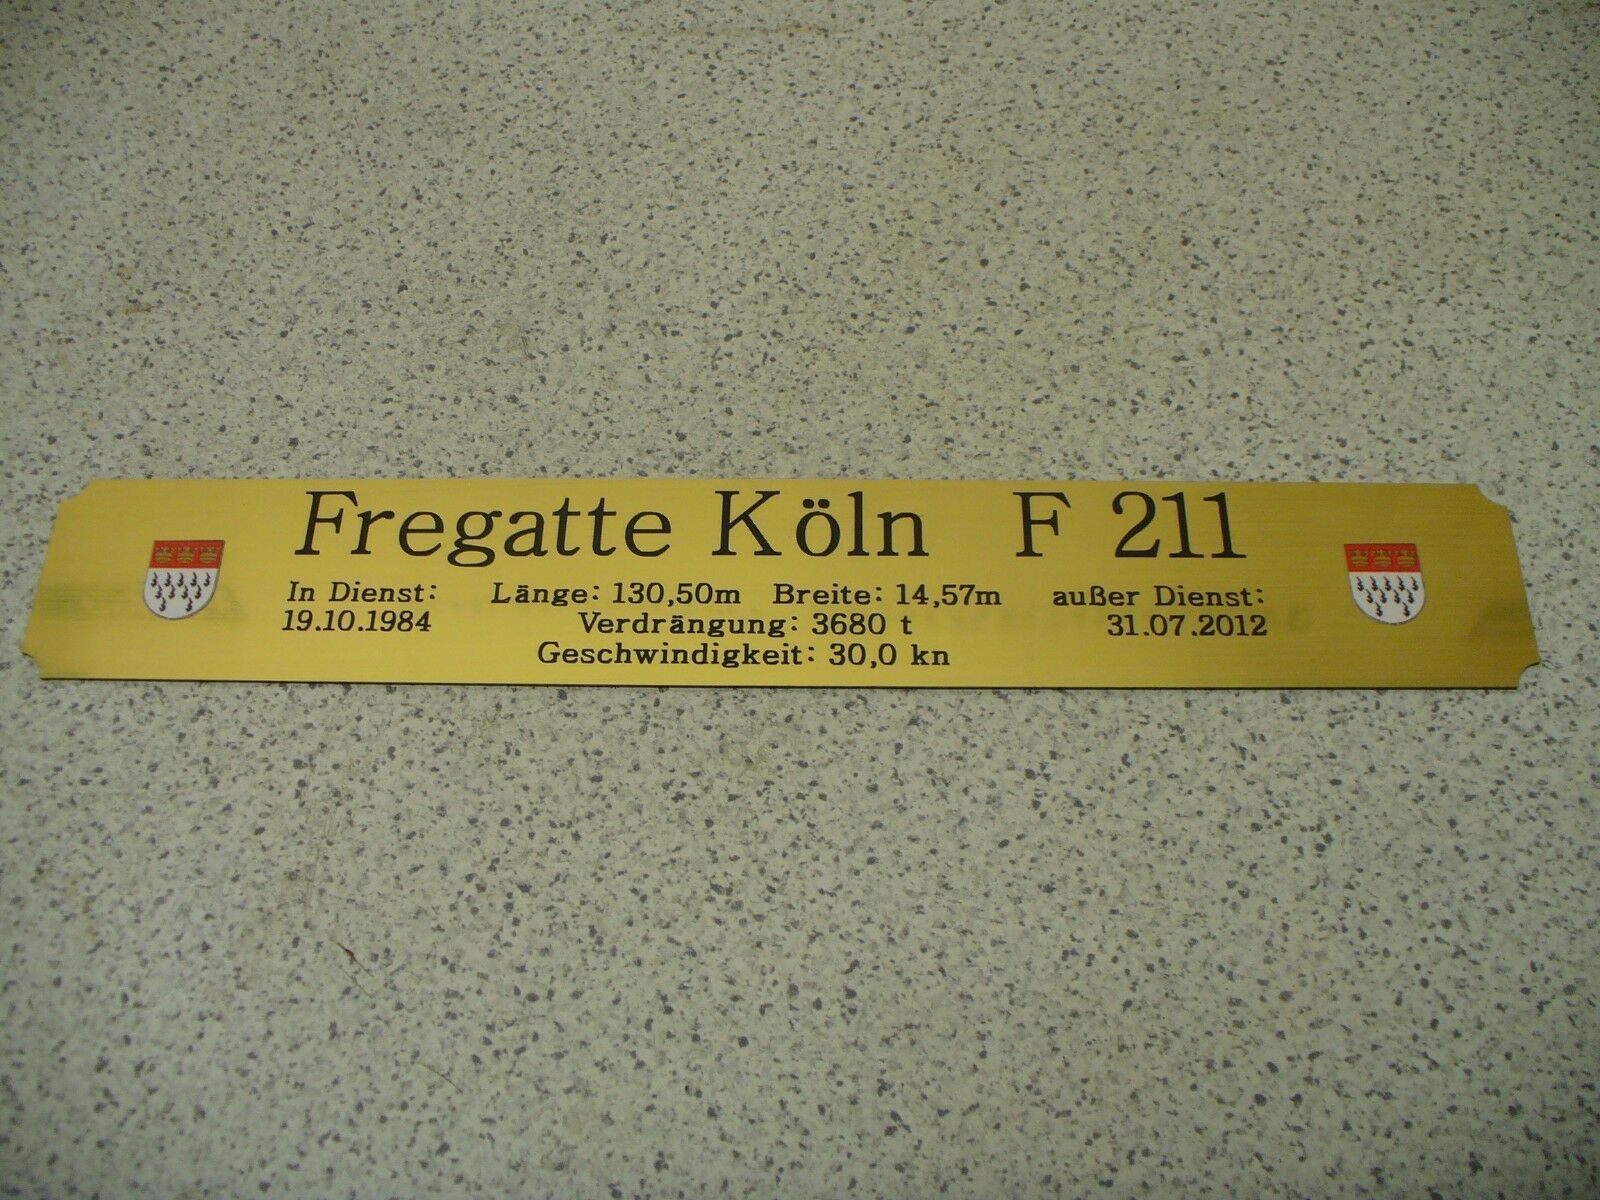 Fregatte Köln F 211
In Dienst: Länge: 130,50m Breite: 14,57m außer Dienst:
19.10.1984 Verdrängung: 3680 t 31.07.2012
Geschwindigkeit: 30,0 kn